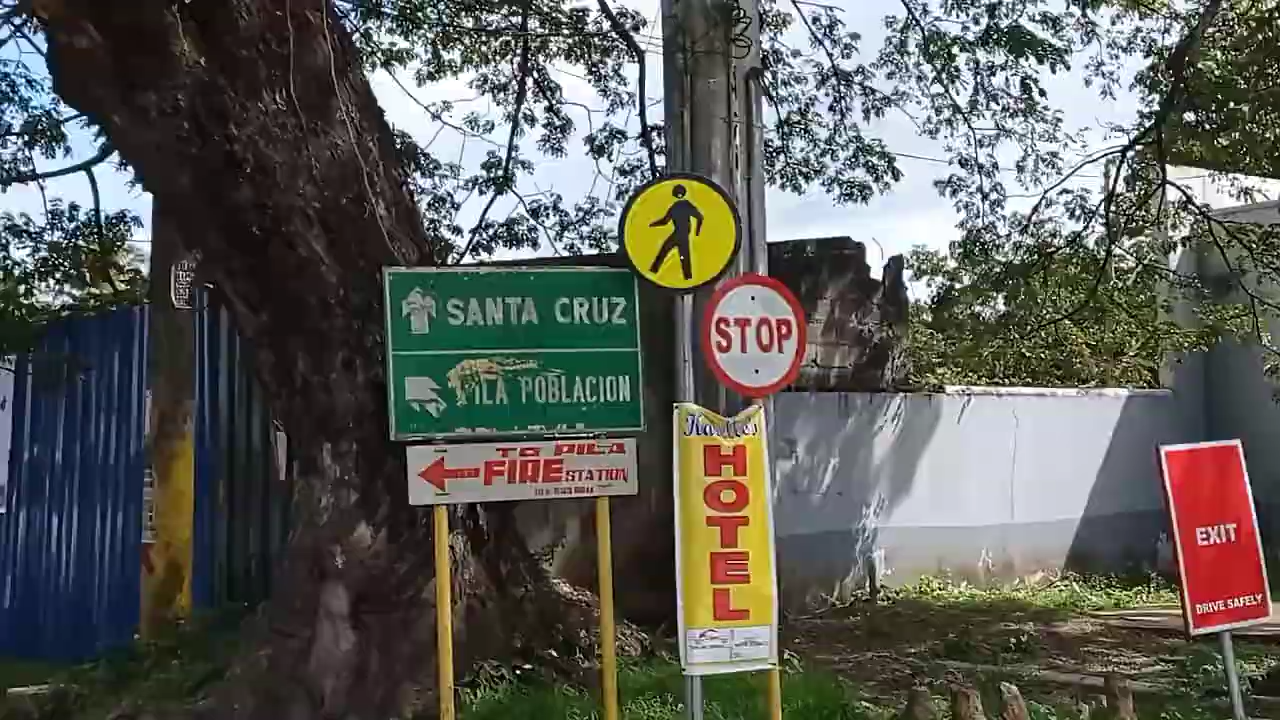 SANTA CRUZ
PILA POBLACION
TO PILA
FIRE STATION
STOP
HOTEL
EXIT
DRIVE SAFELY